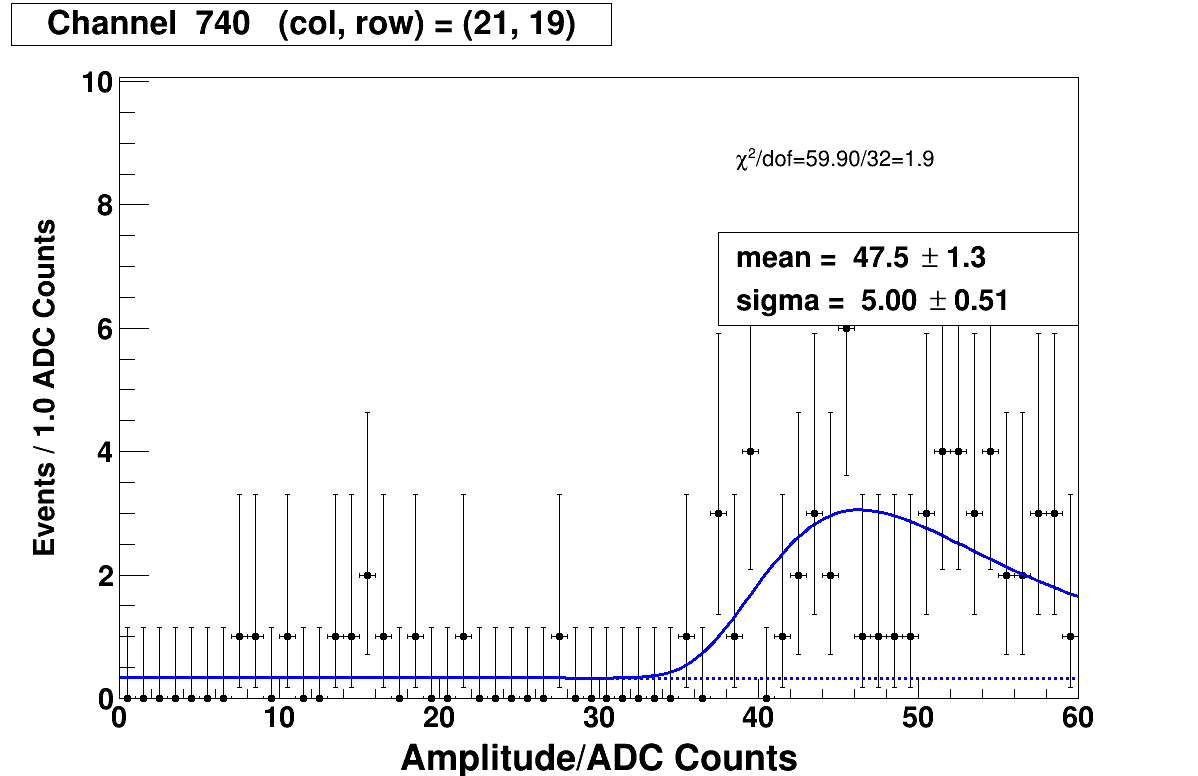 Channel 740 (col, row) = (21, 19)
10
χ²/dof=59.90/32=1.9
8
mean = 47.5 ± 1.3
sigma = 5.00 ± 0.51
6
4
2
0
Events / 1.0 ADC Counts
0 10 20 30 40 50 60
Amplitude/ADC Counts